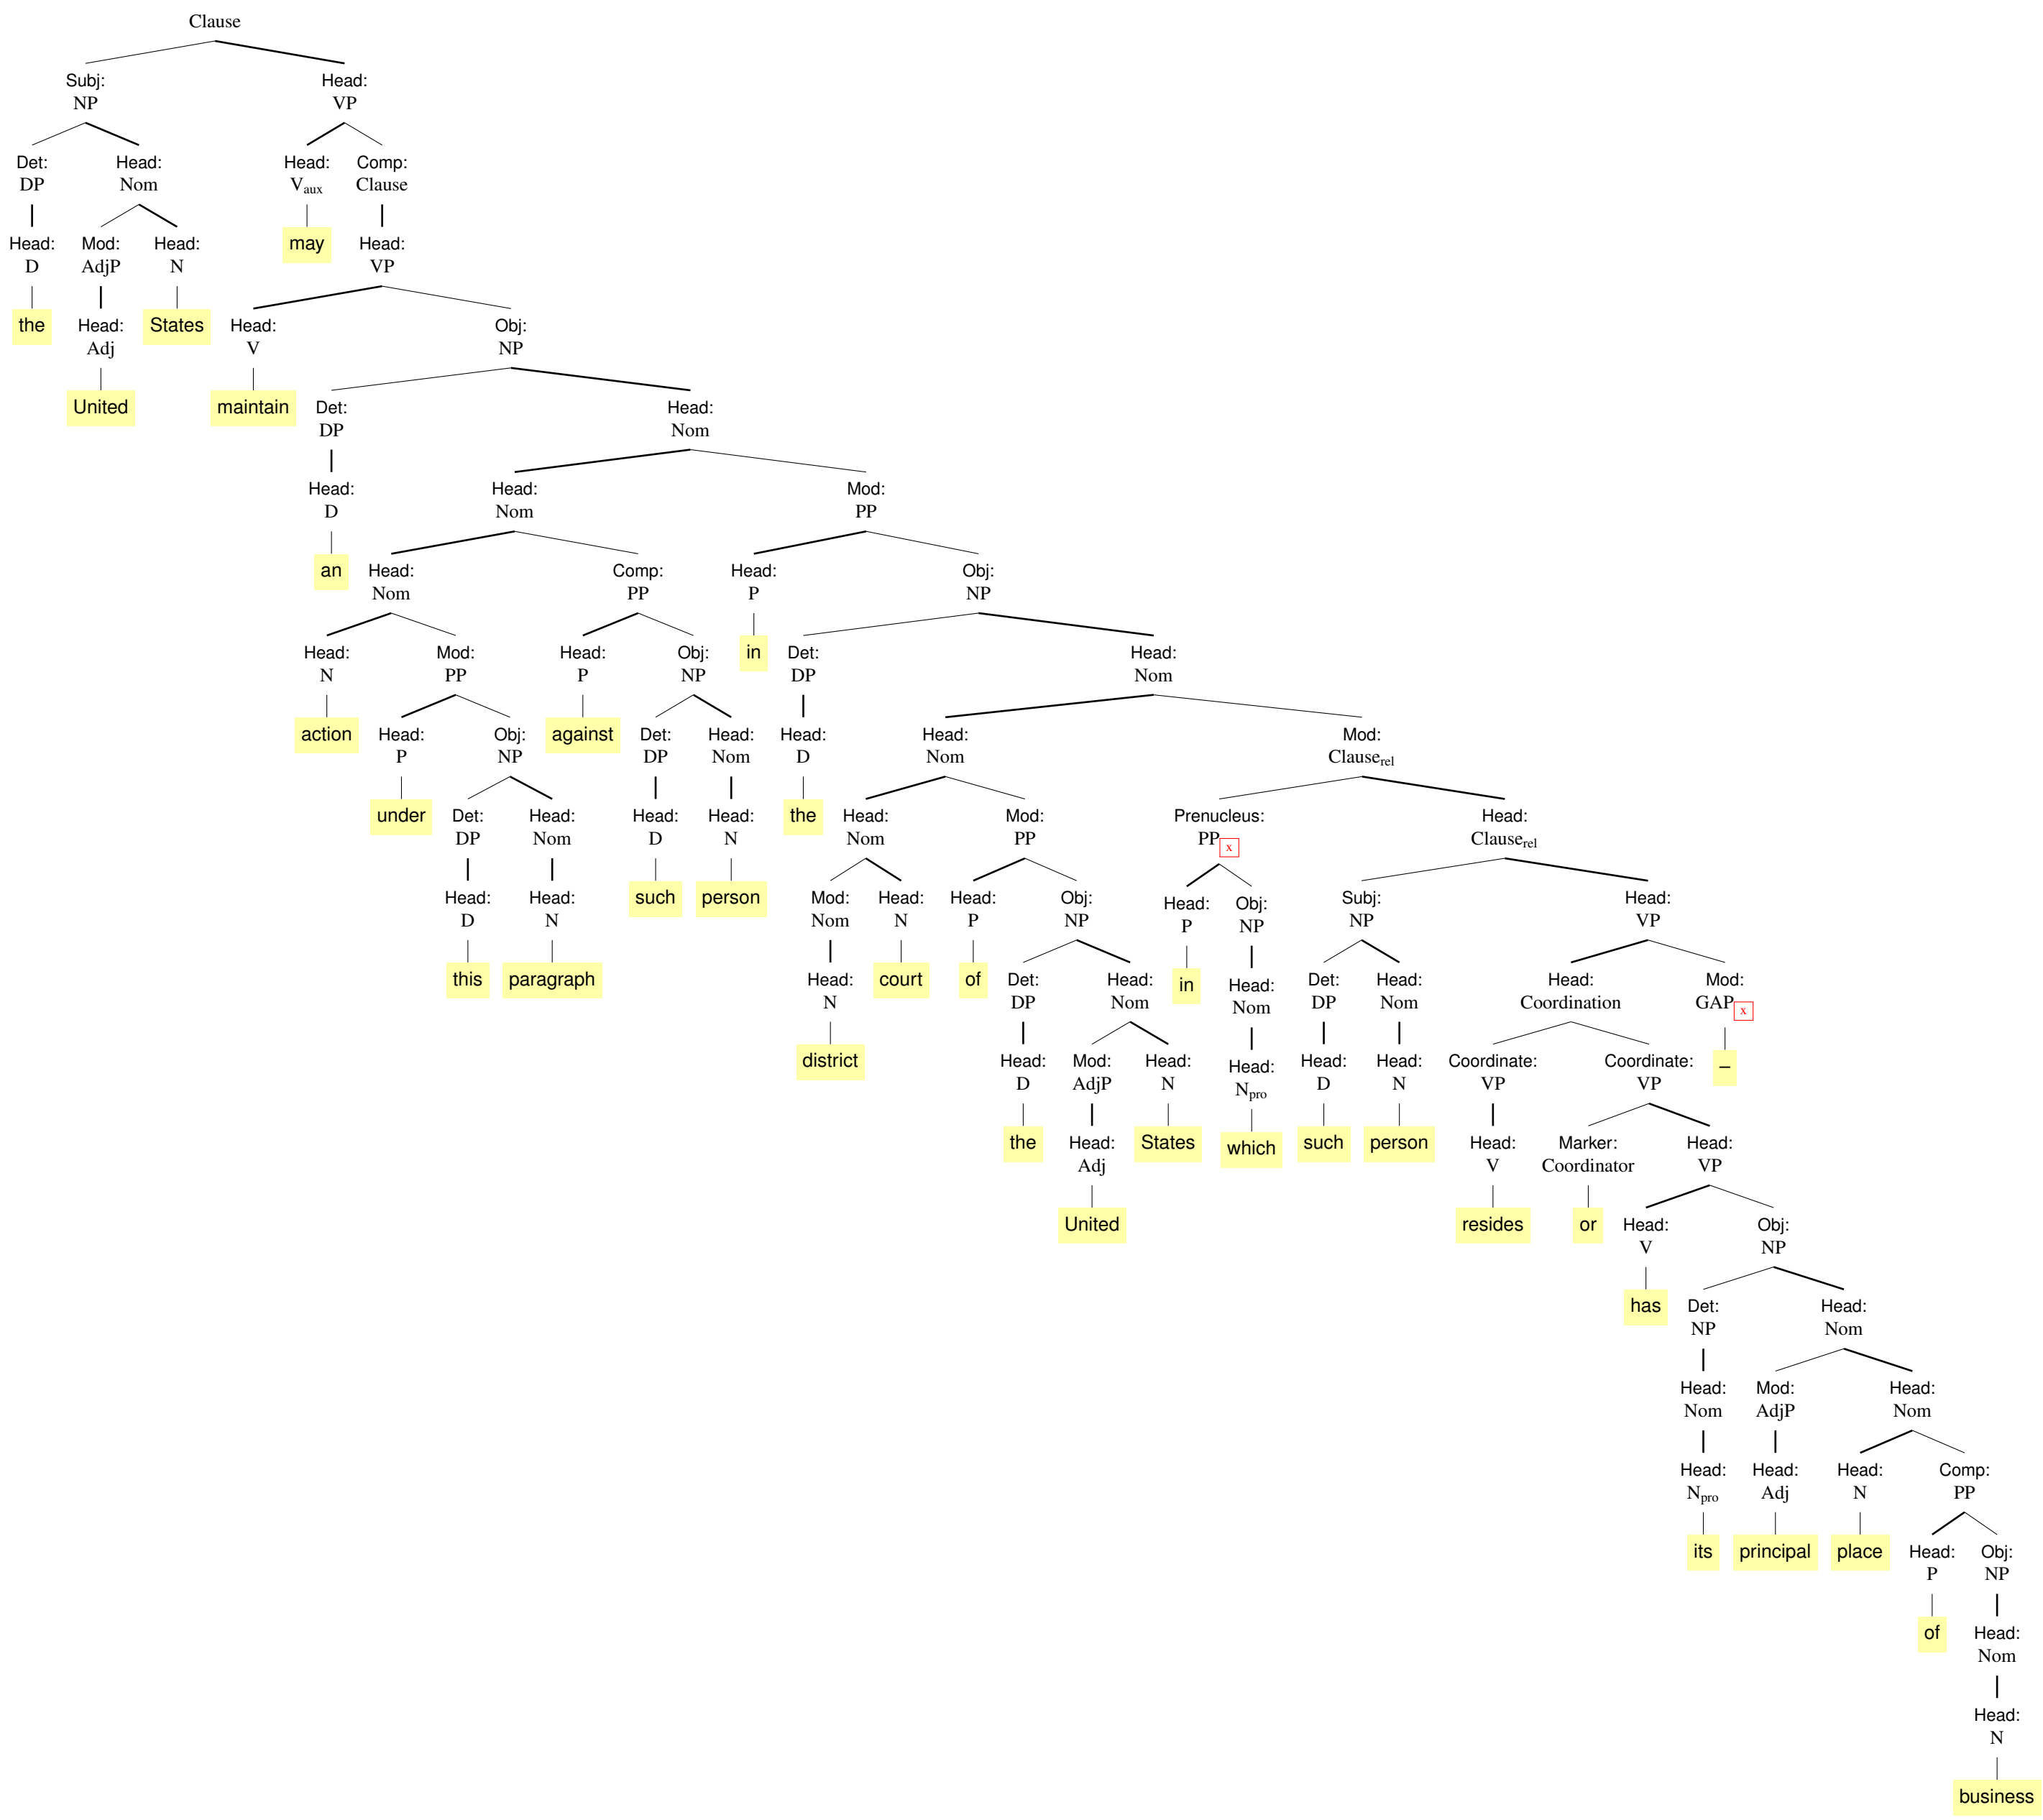 Clause
Subj: Head:
NP VP
Det: Head: Head: Comp:
DP Nom Vaux Clause
Head: Mod: Head: may Head:
D AdjP N VP
the Head: States Head: Obj:
Adj V NP
United maintain Det: Head:
DP Nom
Head: Head: Mod:
D Nom PP
an Head: Comp: Head: Obj:
Nom PP P NP
Head: Mod: Head: Obj: in Det: Head:
N PP P NP DP Nom
action Head: Obj: against Det: Head: Head: Head: Mod:
P NP DP Nom D Nom Clauserel
under Det: Head: Head: Head: the Head: Mod: Prenucleus: Head:
DP Nom D N Nom PP PP x Clauserel
Head: Head: such person Mod: Head: Head: Obj: Head: Obj: Subj: Head:
D N Nom N P NP P NP NP VP
this paragraph Head: court of Det: Head: in Head: Det: Head: Head: Mod:
N DP Nom Nom DP Nom Coordination GAP x
district Head: Mod: Head: Head: Head: Head: Coordinate: Coordinate: –
D AdjP N Npro D N VP VP
the Head: States which such person Head: Marker: Head:
Adj V Coordinator VP
United resides or Head: Obj:
V NP
has Det: Head:
NP Nom
Head: Mod: Head:
Nom AdjP Nom
Head: Head: Head: Comp:
Npro Adj N PP
its principal place Head: Obj:
P NP
of Head:
Nom
Head:
N
business